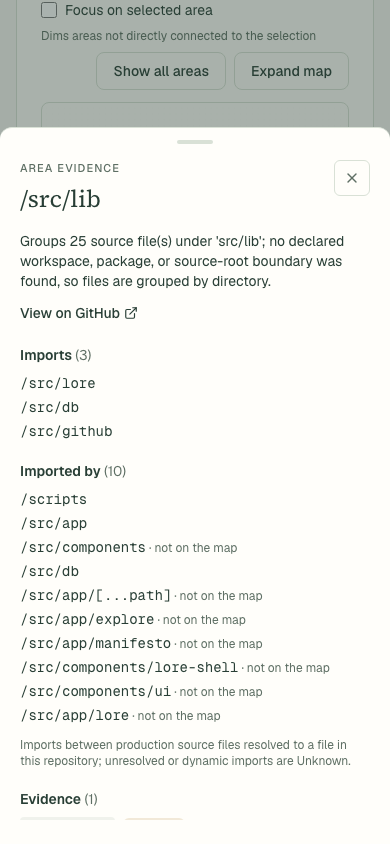 Focus on selected area
Dims areas not directly connected to the selection
Show all areas
Expand map
AREA EVIDENCE
/src/lib
Groups 25 source file(s) under 'src/lib'; no declared
workspace, package, or source-root boundary was
found, so files are grouped by directory.
View on GitHub
Imports (3)
/src/lore
/src/db
/src/github
Imported by (10)
/scripts
/src/app
/src/components · not on the map
/src/db
/src/app/[...path] · not on the map
/src/app/explore · not on the map
/src/app/manifesto · not on the map
/src/components/lore-shell · not on the map
/src/components/ui · not on the map
/src/app/lore · not on the map
Imports between production source files resolved to a file in
this repository; unresolved or dynamic imports are Unknown.
Evidence (1)